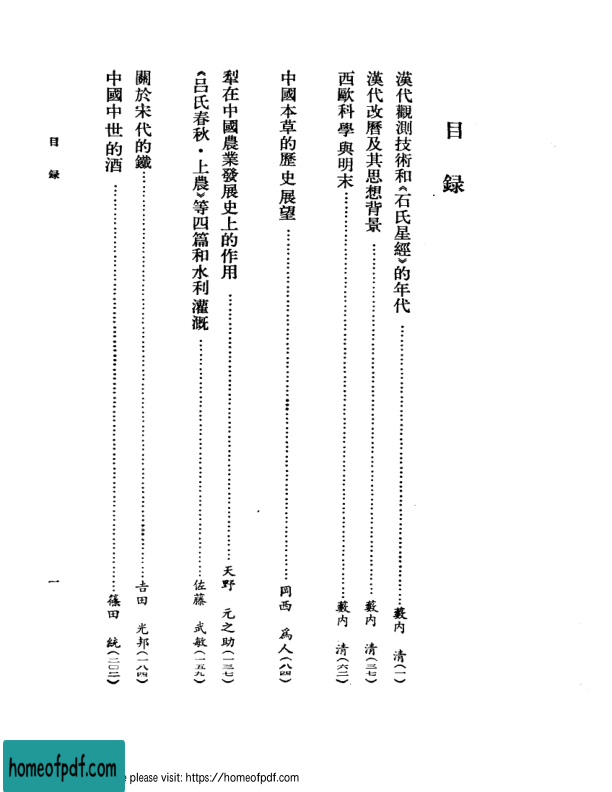 目錄
漢代觀測技術和《石氏星經》的年代……藪内 清(一)
漢代改曆及其思想背景……藪内 清(三七)
西歐科學與明末……藪内 清(六二)
中國本草的歷史展望……岡西 爲人(八四)
犁在中國農業發展史上的作用……天野 元之助(一三七)
《呂氏春秋・上農》等四篇和水利灌漑……佐藤 武敏(一五九)
關於宋代的鐵……吉田 光邦(一八四)
中國中世的酒……篠田 統(二〇二)
目錄
一
homeofpdf.com
please visit: https://homeofpdf.com